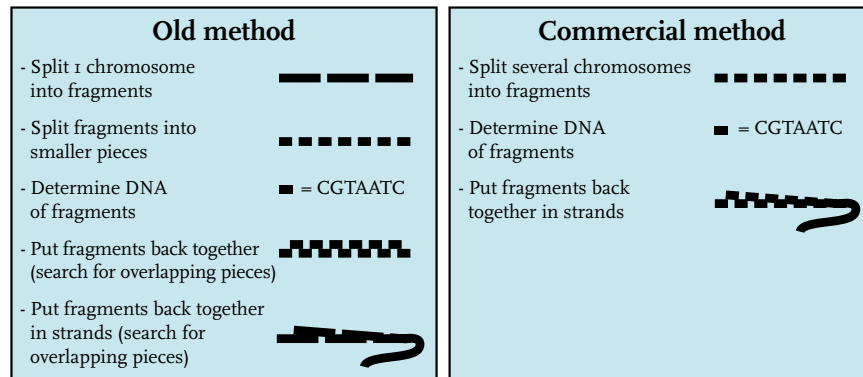 Old method
- Split 1 chromosome
into fragments
- Split fragments into
smaller pieces
- Determine DNA
of fragments
= CGTAATC
- Put fragments back together
(search for overlapping pieces)
- Put fragments back together
in strands (search for
overlapping pieces)
Commercial method
- Split several chromosomes
into fragments
- Determine DNA
of fragments
= CGTAATC
- Put fragments back
together in strands